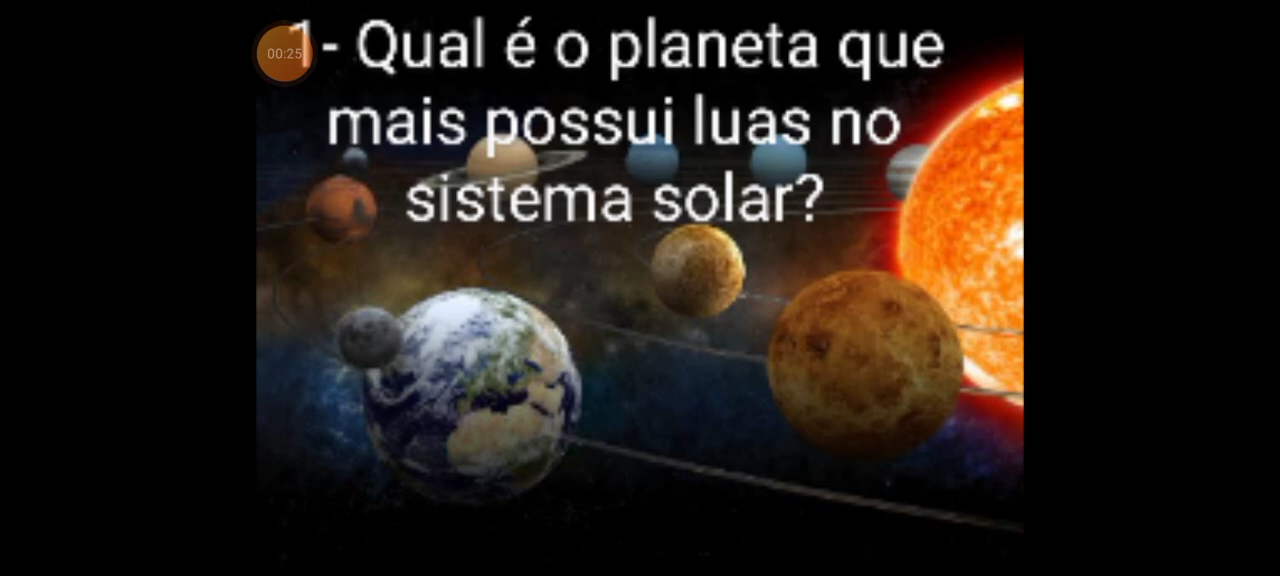 00:25
1- Qual é o planeta que
mais possui luas no
sistema solar?